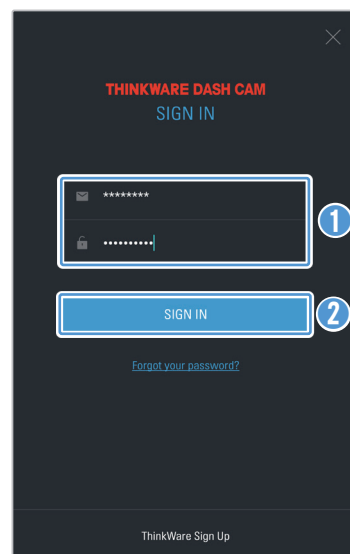 THINKWARE DASH CAM
SIGN IN
********
••••••••••
1
SIGN IN
2
Forgot your password?
ThinkWare Sign Up